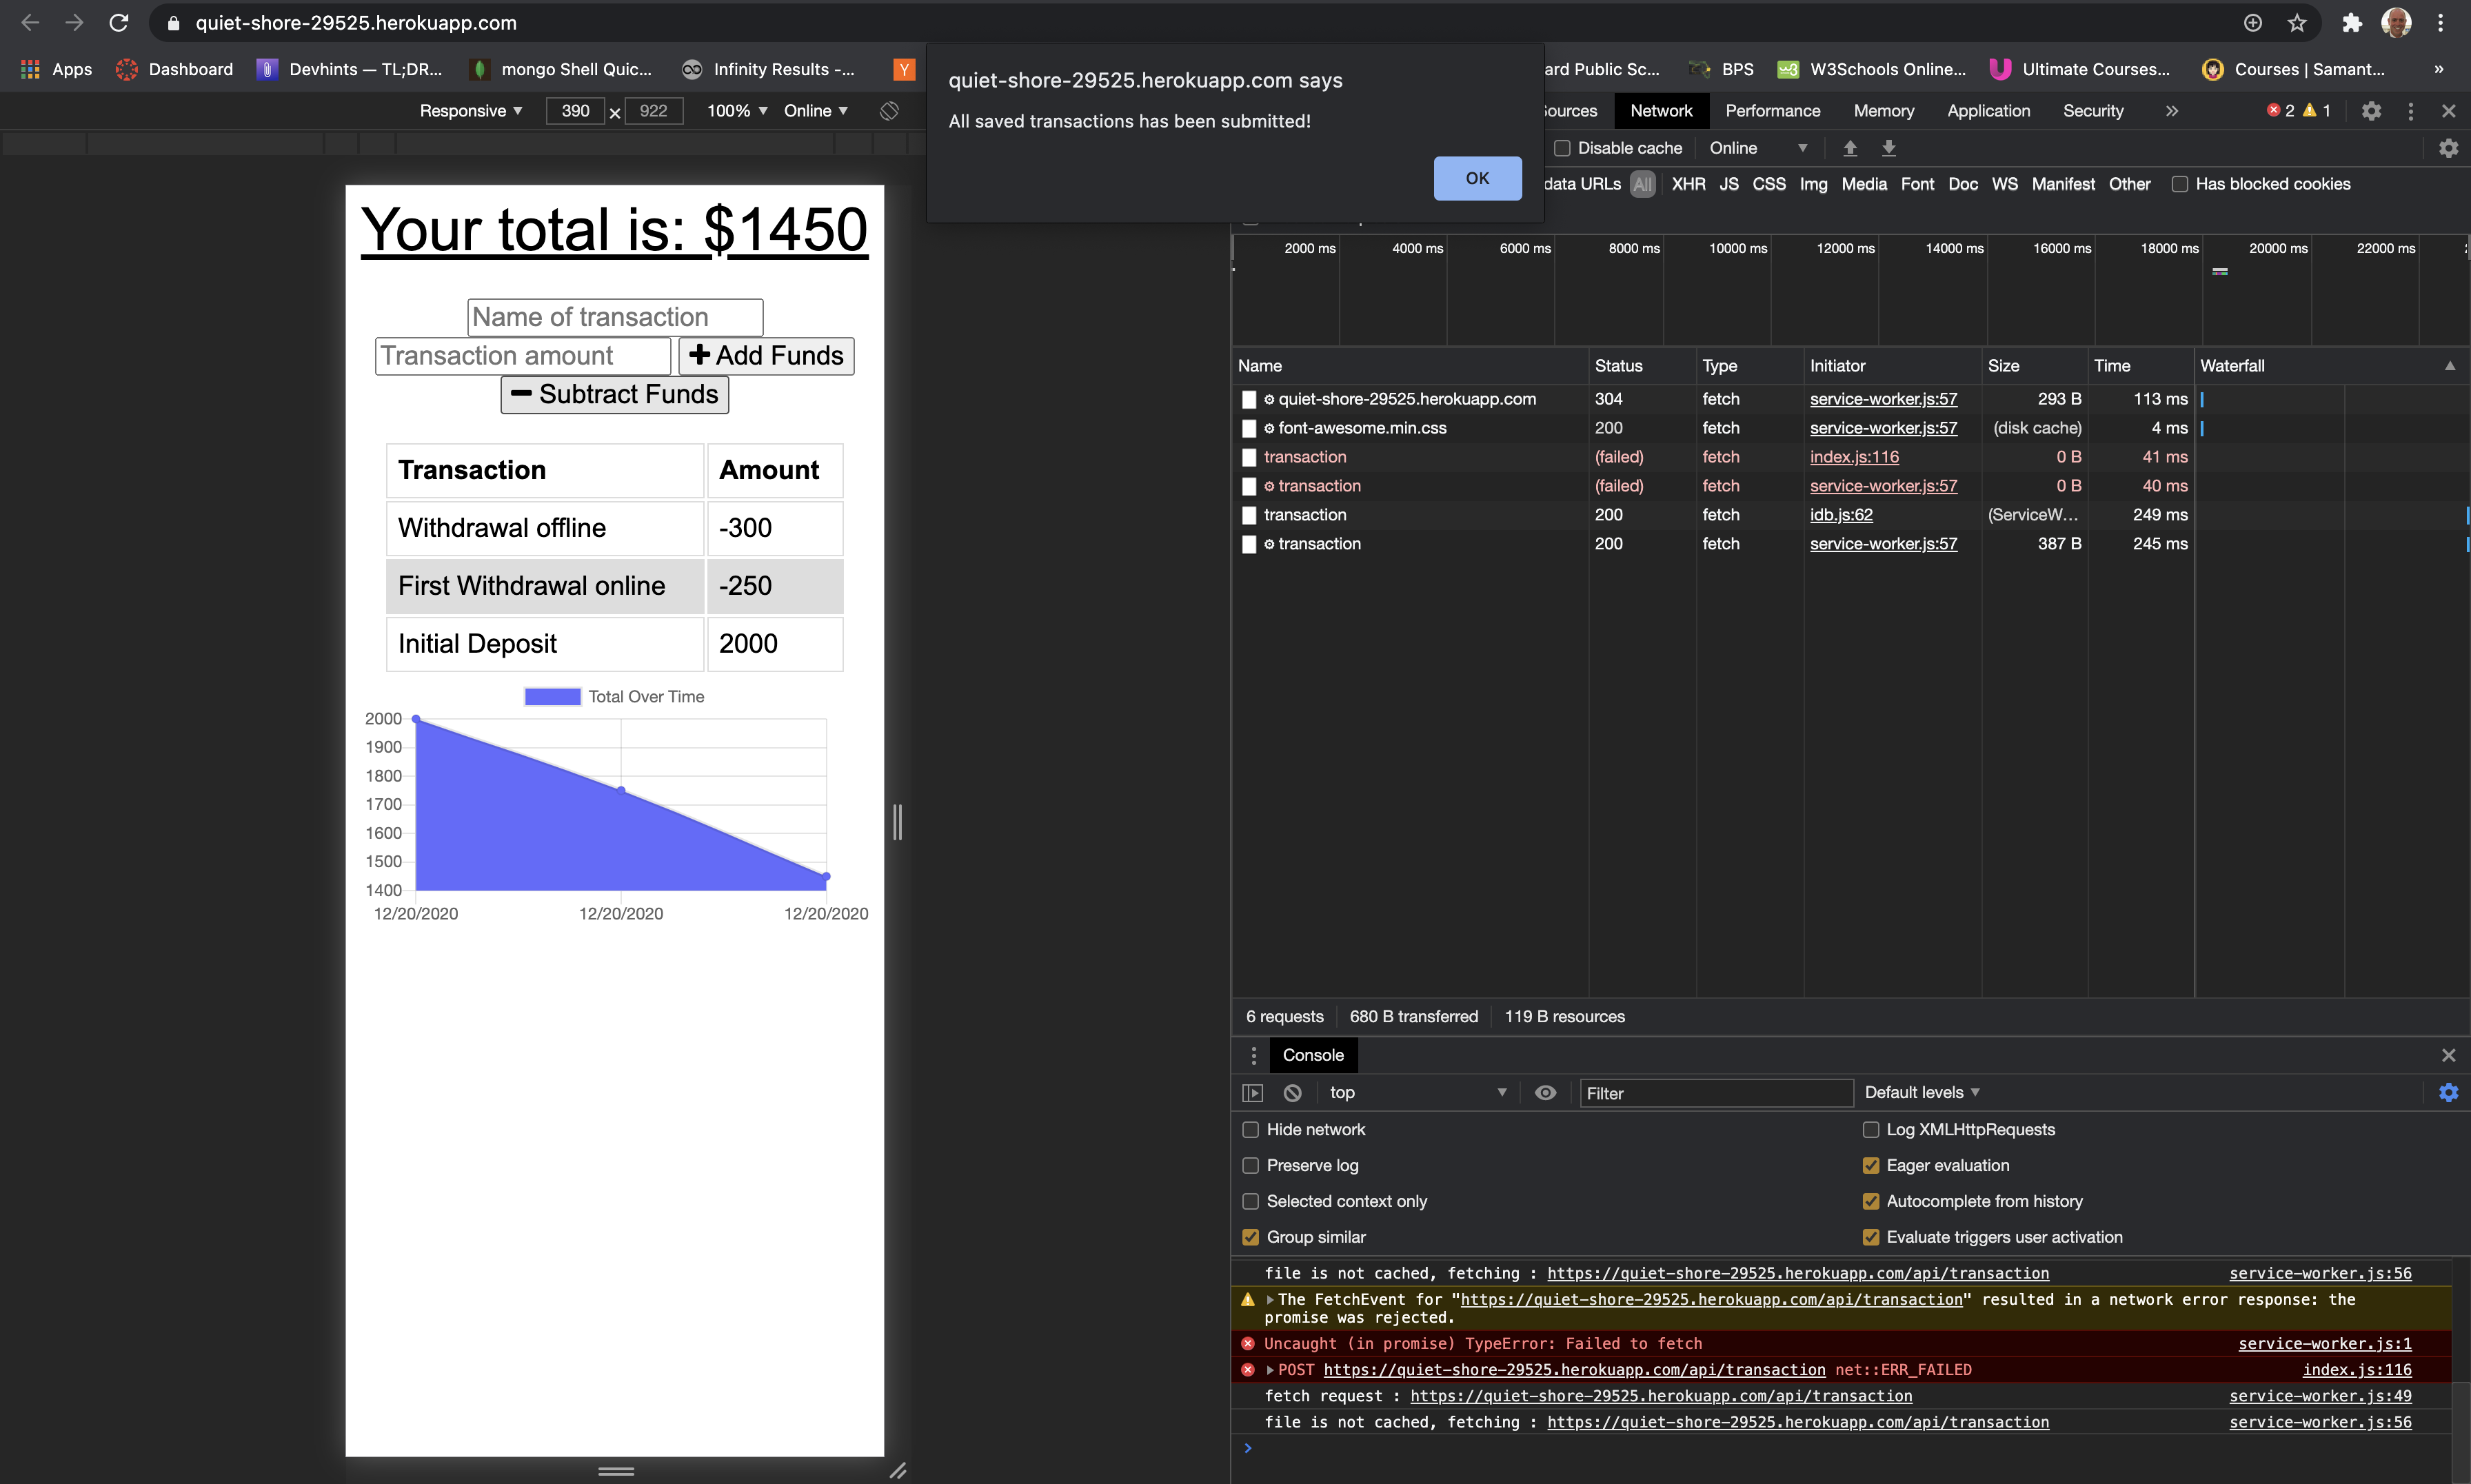 quiet-shore-29525.herokuapp.com
Apps Dashboard Devhints — TL;DR... mongo Shell Quic... Infinity Results -... Y ard Public Sc... BPS W3Schools Online... Ultimate Courses... Courses | Samant... »
quiet-shore-29525.herokuapp.com says
All saved transactions has been submitted!
OK
Responsive 390 × 922 100% Online
Sources Network Performance Memory Application Security » 2 1
Disable cache Online
data URLs All XHR JS CSS Img Media Font Doc WS Manifest Other Has blocked cookies
Your total is: $1450
Name of transaction
Transaction amount Add Funds
Subtract Funds
Transaction Amount
Withdrawal offline -300
First Withdrawal online -250
Initial Deposit 2000
Total Over Time
2000
1900
1800
1700
1600
1500
1400
12/20/2020 12/20/2020 12/20/2020
2000 ms 4000 ms 6000 ms 8000 ms 10000 ms 12000 ms 14000 ms 16000 ms 18000 ms 20000 ms 22000 ms
Name Status Type Initiator Size Time Waterfall
quiet-shore-29525.herokuapp.com 304 fetch service-worker.js:57 293 B 113 ms
font-awesome.min.css 200 fetch service-worker.js:57 (disk cache) 4 ms
transaction (failed) fetch index.js:116 0 B 41 ms
transaction (failed) fetch service-worker.js:57 0 B 40 ms
transaction 200 fetch idb.js:62 (ServiceW... 249 ms
transaction 200 fetch service-worker.js:57 387 B 245 ms
6 requests 680 B transferred 119 B resources
Console
top Filter Default levels
Hide network Log XMLHttpRequests
Preserve log Eager evaluation
Selected context only Autocomplete from history
Group similar Evaluate triggers user activation
file is not cached, fetching : https://quiet-shore-29525.herokuapp.com/api/transaction service-worker.js:56
The FetchEvent for "https://quiet-shore-29525.herokuapp.com/api/transaction" resulted in a network error response: the
promise was rejected.
Uncaught (in promise) TypeError: Failed to fetch service-worker.js:1
POST https://quiet-shore-29525.herokuapp.com/api/transaction net::ERR_FAILED index.js:116
fetch request : https://quiet-shore-29525.herokuapp.com/api/transaction service-worker.js:49
file is not cached, fetching : https://quiet-shore-29525.herokuapp.com/api/transaction service-worker.js:56